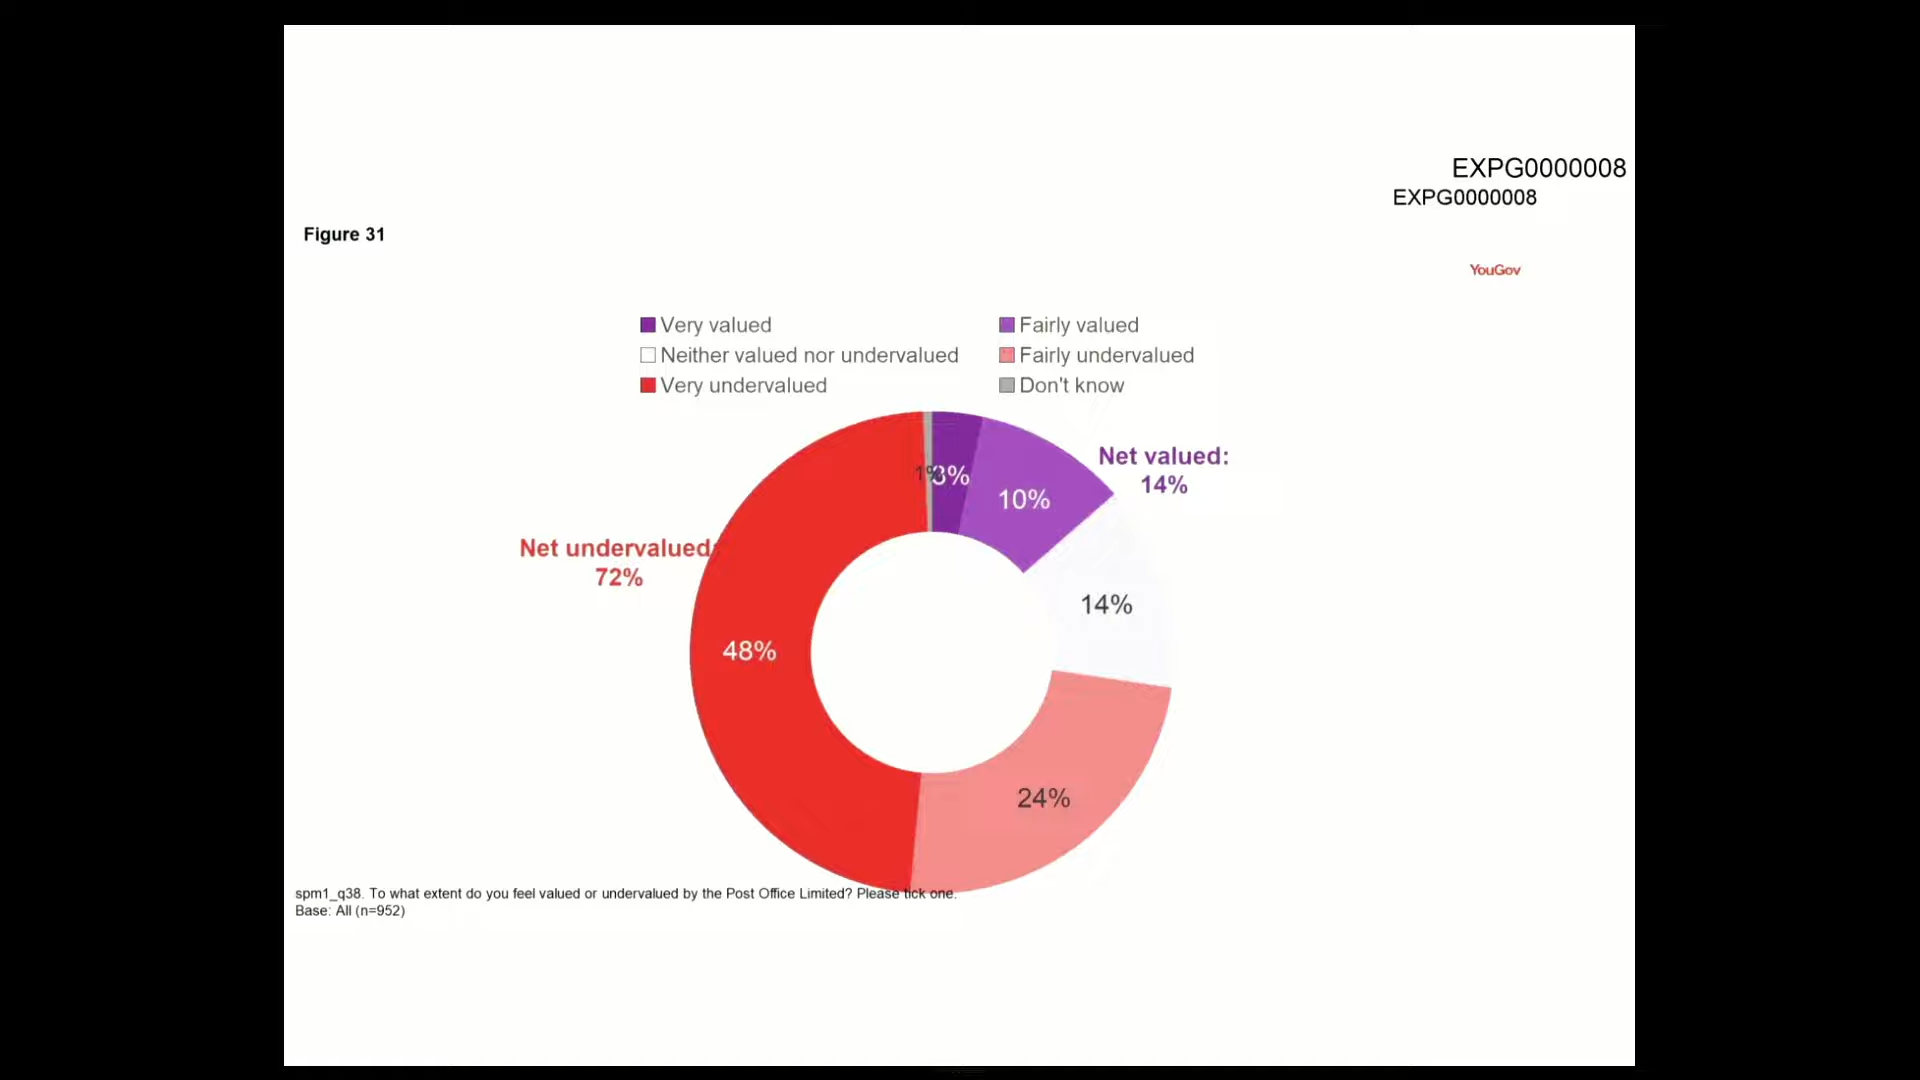 EXPG0000008
EXPG0000008
Figure 31
YouGov
Very valued
Fairly valued
Neither valued nor undervalued
Fairly undervalued
Very undervalued
Don't know
Net valued:
14%
1%
3%
10%
Net undervalued:
72%
14%
48%
24%
spm1_q38. To what extent do you feel valued or undervalued by the Post Office Limited? Please tick one.
Base: All (n=952)